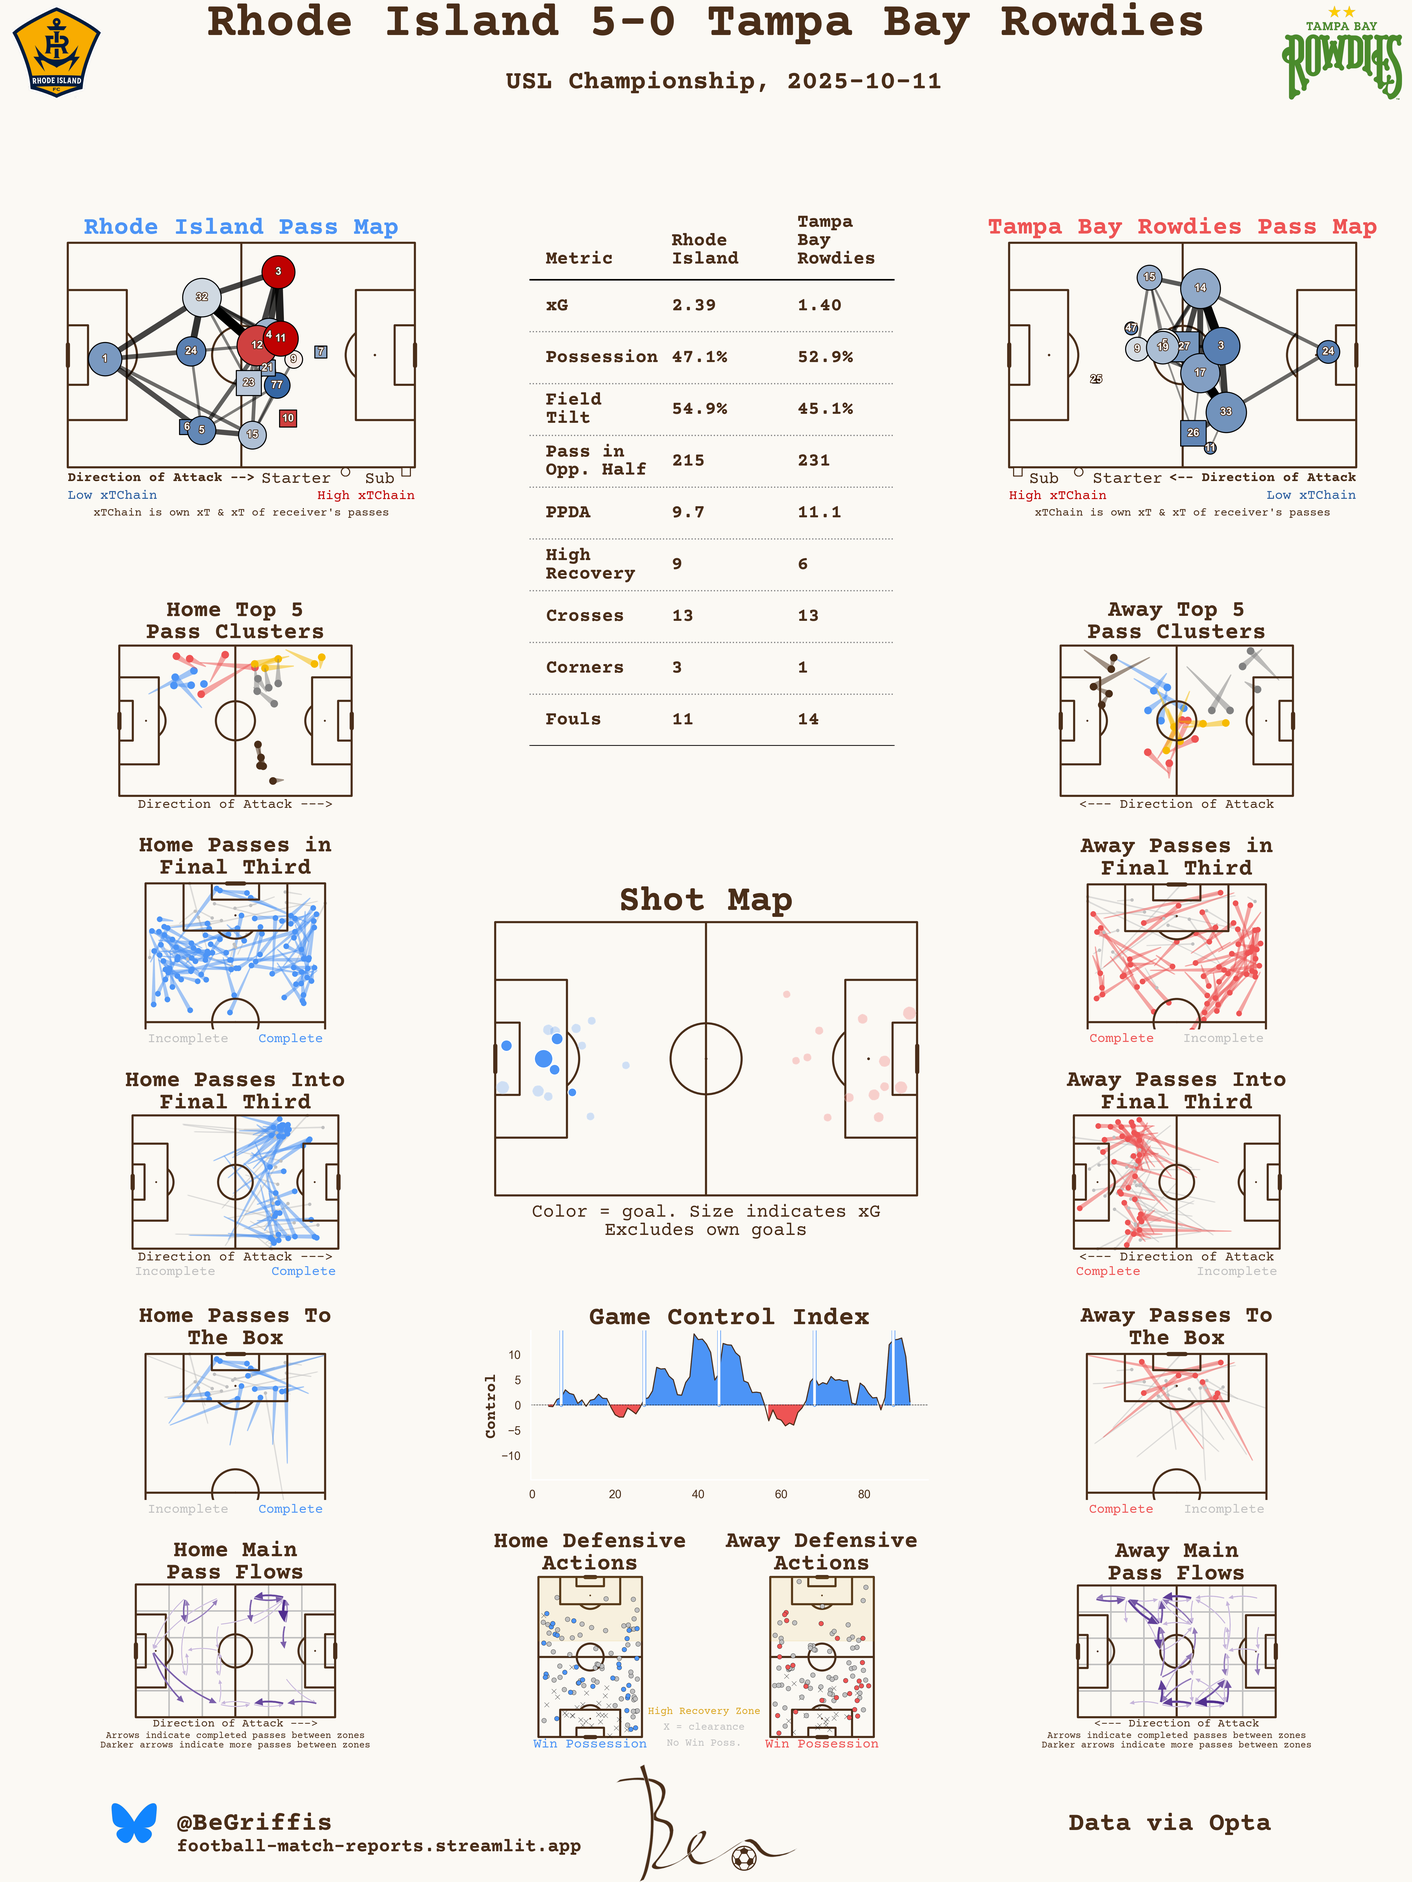 Rhode Island 5-0 Tampa Bay Rowdies
USL Championship, 2025-10-11
RHODE ISLAND
FC
TAMPA BAY
ROWDIES
Rhode Island Pass Map
3
32
4
11
12
1
24
9
7
21
23
77
10
6
5
15
Direction of Attack --> Starter Sub
Low xTChain High xTChain
xTChain is own xT & xT of receiver's passes
Metric Rhode Island Tampa Bay Rowdies
xG 2.39 1.40
Possession 47.1% 52.9%
Field Tilt 54.9% 45.1%
Pass in Opp. Half 215 231
PPDA 9.7 11.1
High Recovery 9 6
Crosses 13 13
Corners 3 1
Fouls 11 14
Tampa Bay Rowdies Pass Map
15
14
47
9
19
27
3
24
17
25
33
26
11
Sub Starter <-- Direction of Attack
High xTChain Low xTChain
xTChain is own xT & xT of receiver's passes
Home Top 5
Pass Clusters
Direction of Attack --->
Away Top 5
Pass Clusters
<--- Direction of Attack
Home Passes in
Final Third
Incomplete Complete
Away Passes in
Final Third
Complete Incomplete
Shot Map
Color = goal. Size indicates xG
Excludes own goals
Home Passes Into
Final Third
Direction of Attack --->
Incomplete Complete
Away Passes Into
Final Third
<--- Direction of Attack
Complete Incomplete
Home Passes To
The Box
Incomplete Complete
Game Control Index
Control
10
5
0
−5
−10
0 20 40 60 80
Away Passes To
The Box
Complete Incomplete
Home Main
Pass Flows
Direction of Attack --->
Arrows indicate completed passes between zones
Darker arrows indicate more passes between zones
Home Defensive
Actions
Win Possession
High Recovery Zone
X = clearance
No Win Poss.
Away Defensive
Actions
Win Possession
Away Main
Pass Flows
<--- Direction of Attack
Arrows indicate completed passes between zones
Darker arrows indicate more passes between zones
@BeGriffis
football-match-reports.streamlit.app
Ben
Data via Opta